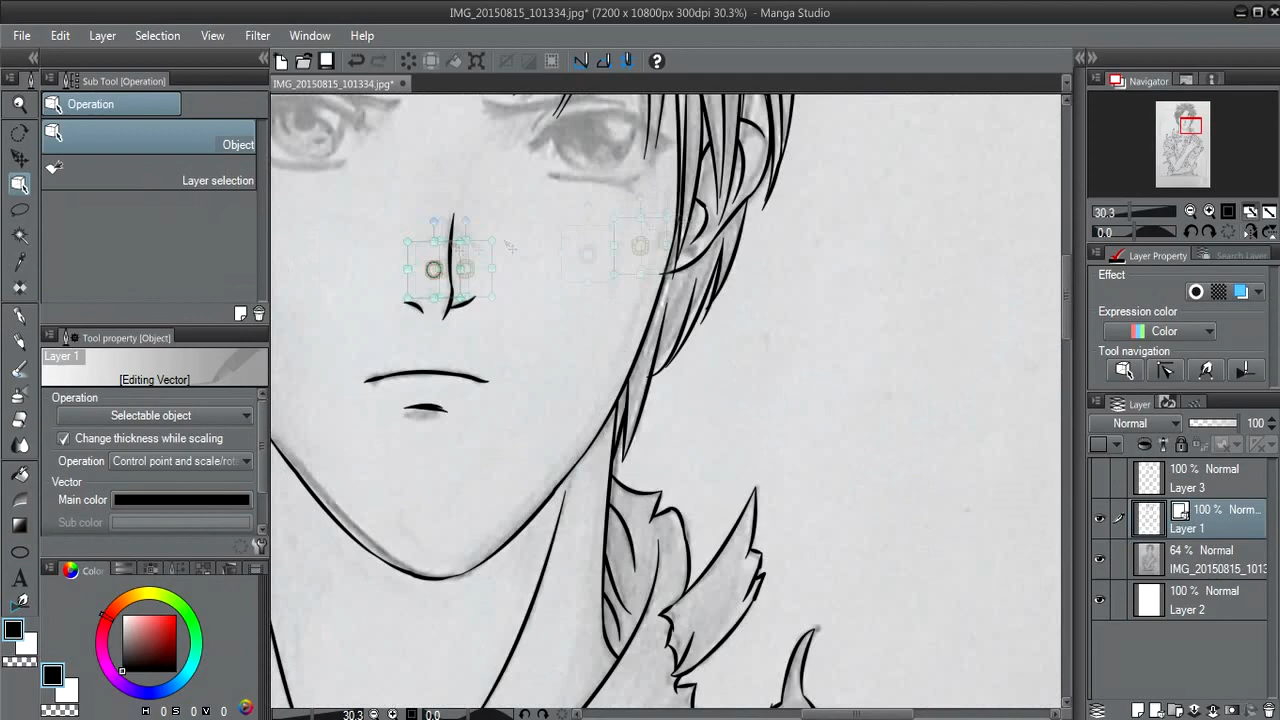 IMG_20150815_101334.jpg* (7200 x 10800px 300dpi 30.3%) - Manga Studio
File Edit Layer Selection View Filter Window Help
Sub Tool [Operation]
IMG_20150815_101334.jpg*
Navigator
Operation
Object
Layer selection
30.3
0.0
Layer Property Search Layer
Effect
Expression color
Color
Tool navigation
Tool property [Object]
Layer 1
[Editing Vector]
Operation
Selectable object
Change thickness while scaling
Operation Control point and scale/rot
Vector
Main color
Sub color
Layer
Normal 100
100 % Normal
Layer 3
100 % Norm...
Layer 1
64 % Normal
IMG_20150815_1013
100 % Normal
Layer 2
Color
A
H 0 S 0 V 0
30.3 0.0